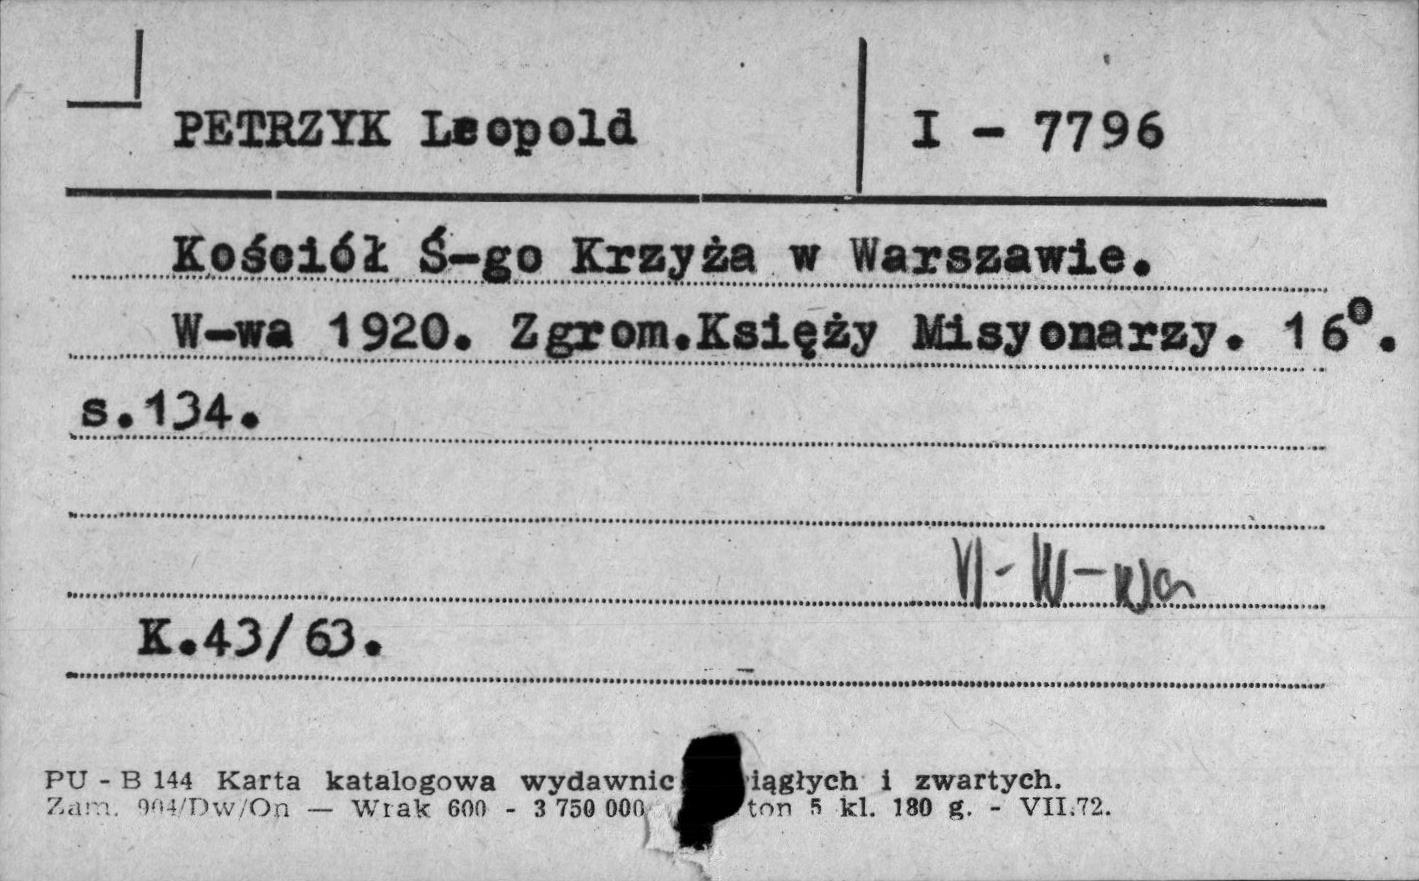 PETRZYK Leopold
I - 7796
Kościół Ś-go Krzyża w Warszawie.
W-wa 1920. Zgrom.Księży Misyonarzy. 16°.
s.134.
VI- W-wa
K.43/63.
PU - B 144 Karta katalogowa wydawnic iągłych i zwartych.
Zam. 904/Dw/On — Wrak 600 - 3 750 000 ton 5 kl. 180 g. - VII.72.